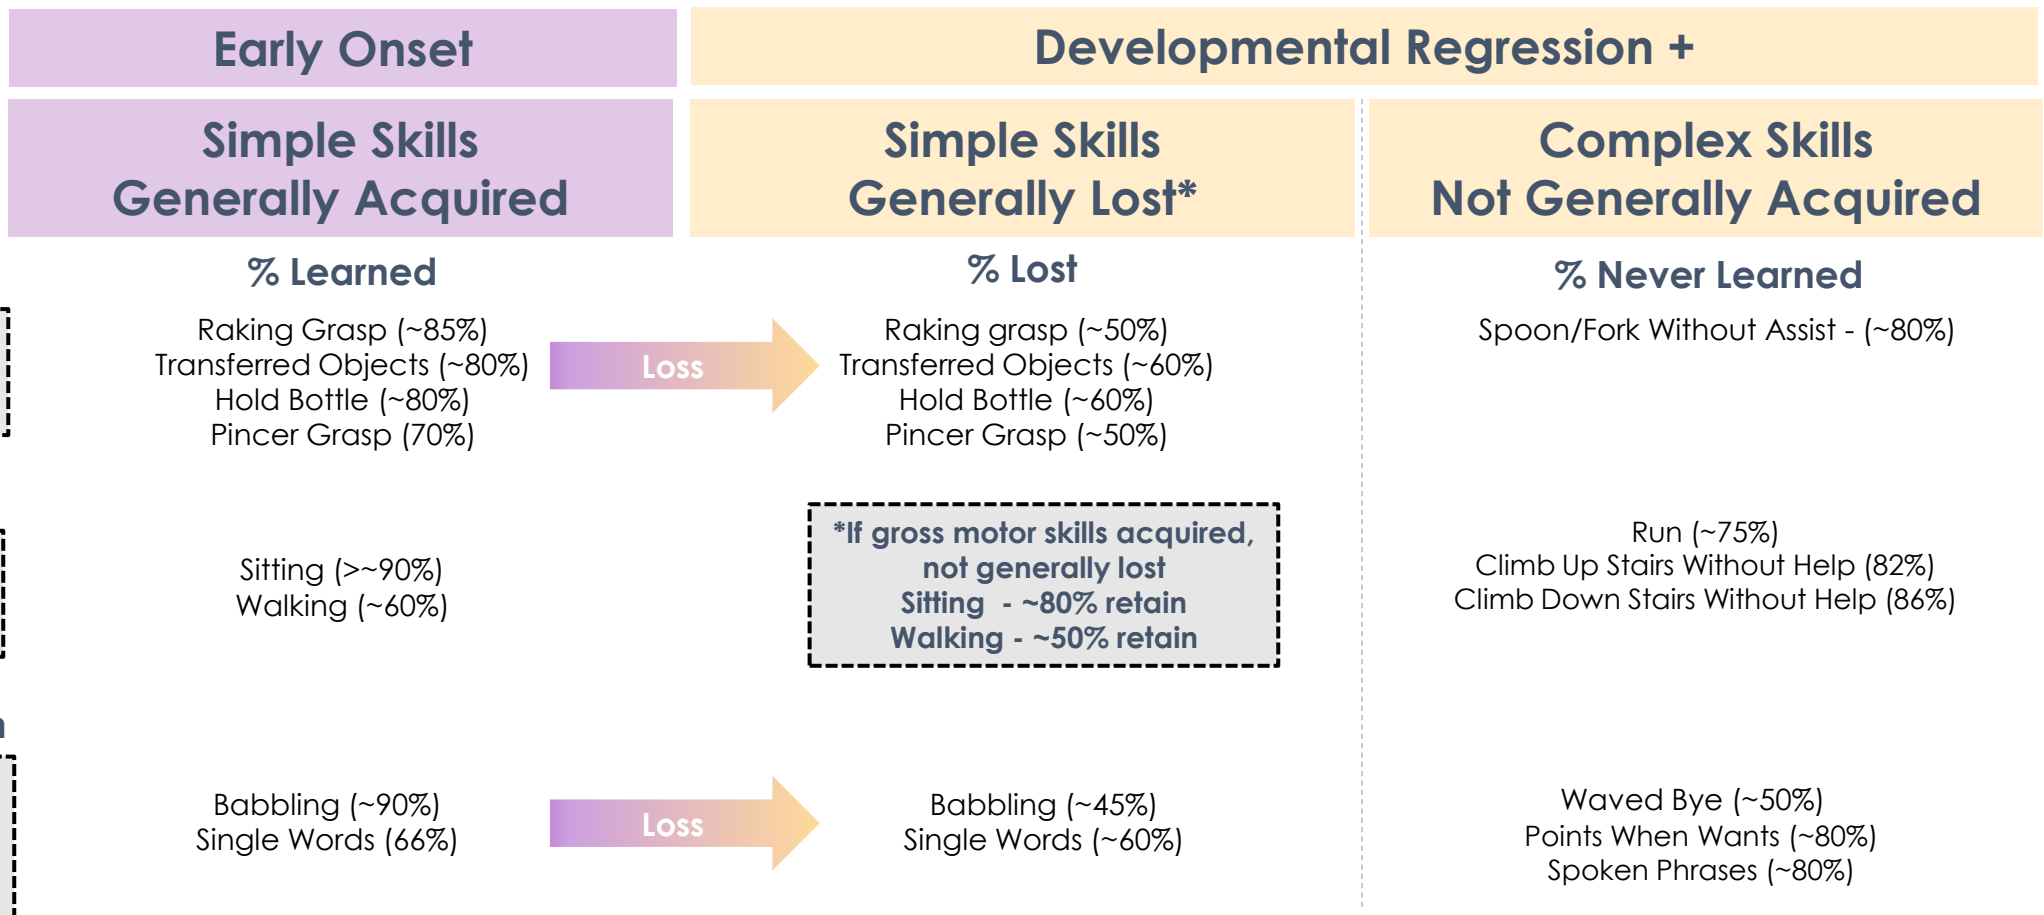 Early Onset
Developmental Regression +
Simple Skills
Generally Acquired
Simple Skills
Generally Lost*
Complex Skills
Not Generally Acquired
% Learned
% Lost
% Never Learned
Raking Grasp (~85%)
Transferred Objects (~80%)
Hold Bottle (~80%)
Pincer Grasp (70%)
Loss
Raking grasp (~50%)
Transferred Objects (~60%)
Hold Bottle (~60%)
Pincer Grasp (~50%)
Spoon/Fork Without Assist - (~80%)
Sitting (>~90%)
Walking (~60%)
*If gross motor skills acquired,
not generally lost
Sitting - ~80% retain
Walking - ~50% retain
Run (~75%)
Climb Up Stairs Without Help (82%)
Climb Down Stairs Without Help (86%)
Babbling (~90%)
Single Words (66%)
Loss
Babbling (~45%)
Single Words (~60%)
Waved Bye (~50%)
Points When Wants (~80%)
Spoken Phrases (~80%)